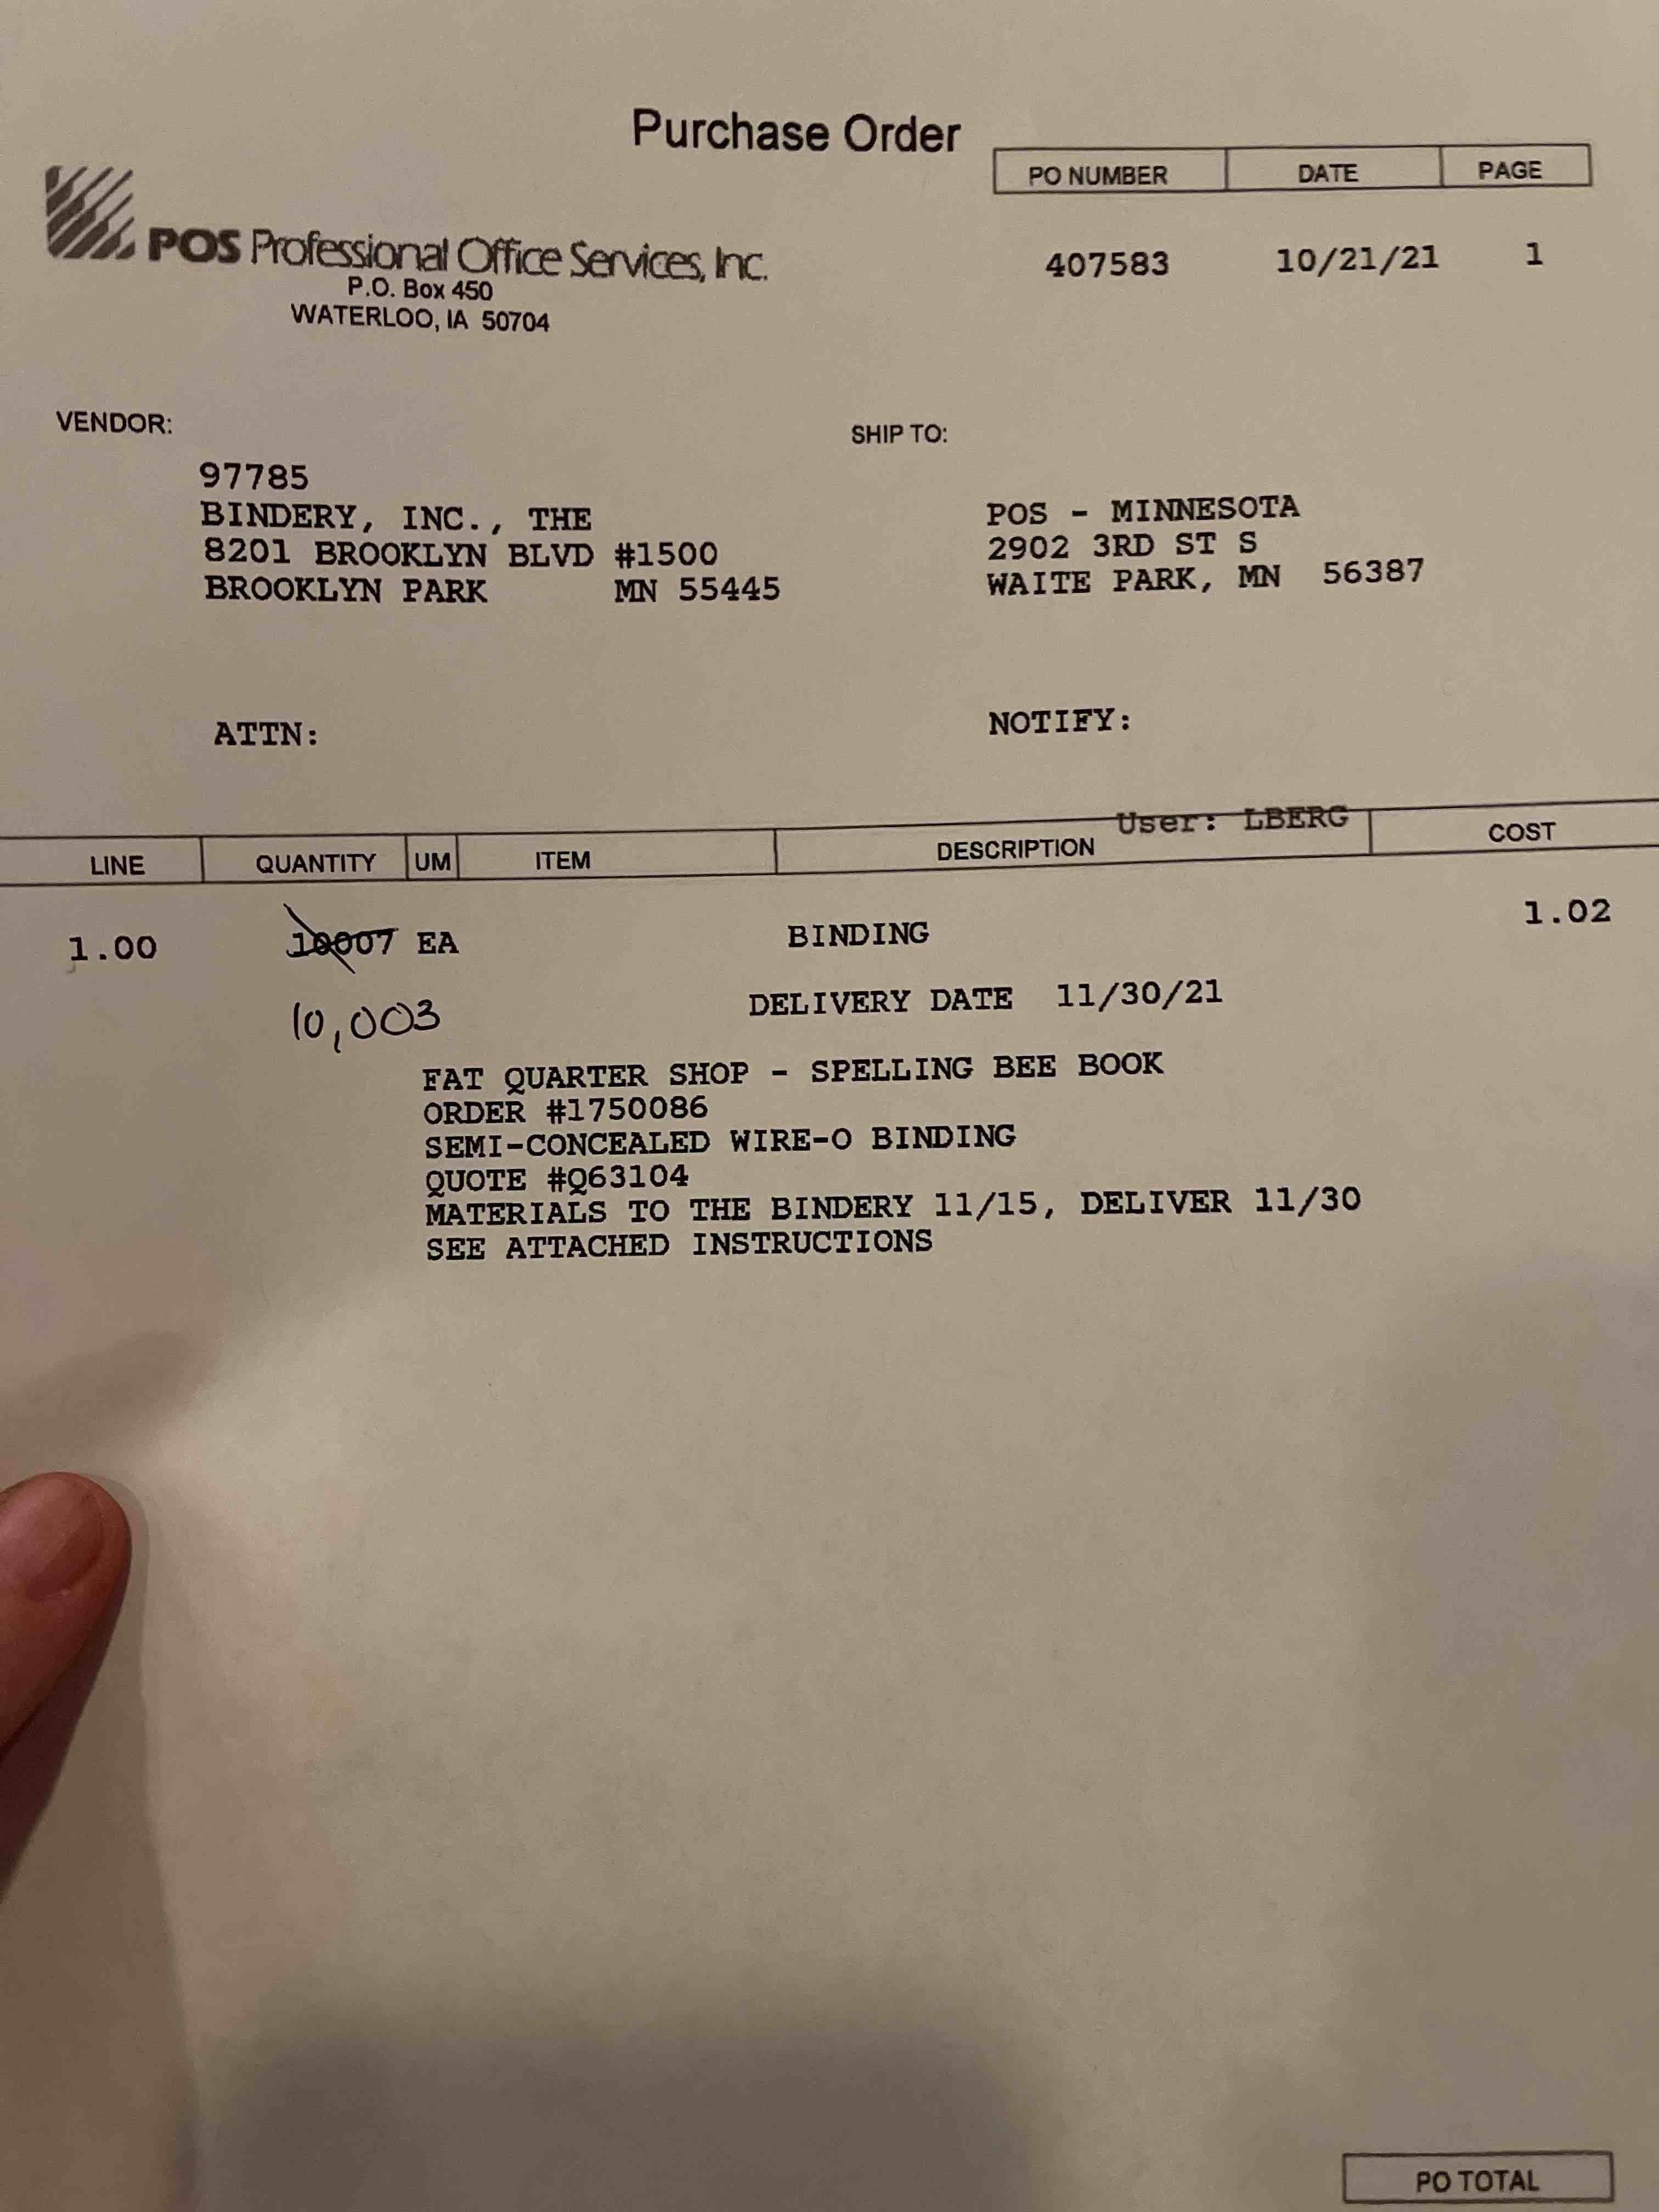 Purchase Order
PO NUMBER DATE PAGE
POS Professional Office Services, Inc.
P.O. Box 450
WATERLOO, IA 50704
407583 10/21/21 1
VENDOR:
SHIP TO:
97785
BINDERY, INC., THE
8201 BROOKLYN BLVD #1500
BROOKLYN PARK MN 55445
POS - MINNESOTA
2902 3RD ST S
WAITE PARK, MN 56387
ATTN:
NOTIFY:
User: LBERG
LINE QUANTITY UM ITEM DESCRIPTION COST
1.00 10007 EA BINDING 1.02
10,003
DELIVERY DATE 11/30/21
FAT QUARTER SHOP - SPELLING BEE BOOK
ORDER #1750086
SEMI-CONCEALED WIRE-O BINDING
QUOTE #Q63104
MATERIALS TO THE BINDERY 11/15, DELIVER 11/30
SEE ATTACHED INSTRUCTIONS
PO TOTAL